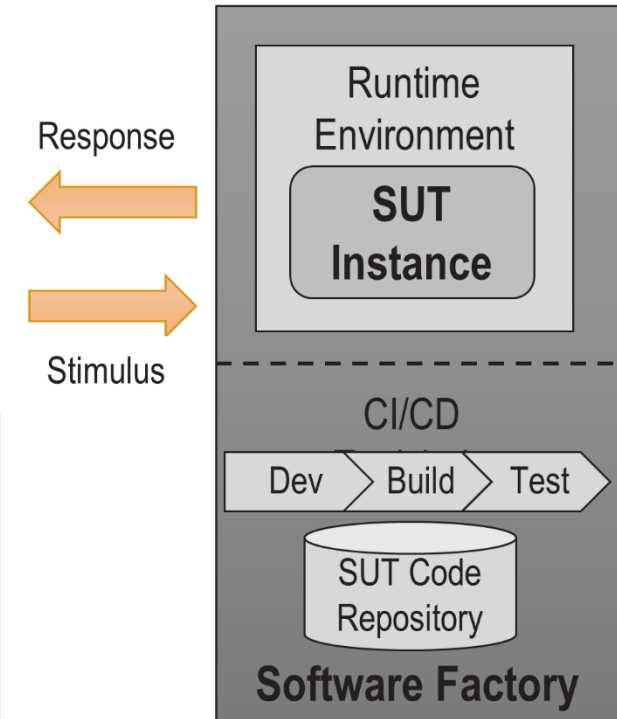 Runtime
Environment
Response
SUT
Instance
Stimulus
CI/CD
Dev
Build
Test
SUT Code
Repository
Software Factory